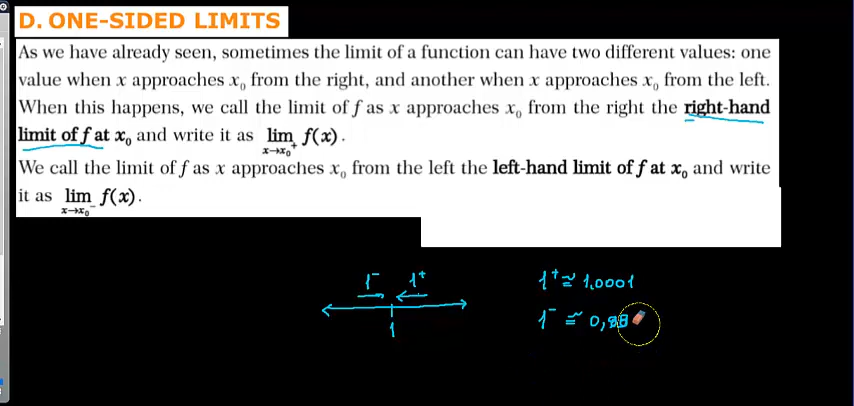 D. ONE-SIDED LIMITS
As we have already seen, sometimes the limit of a function can have two different values: one
value when x approaches x₀ from the right, and another when x approaches x₀ from the left.
When this happens, we call the limit of f as x approaches x₀ from the right the right-hand
limit of f at x₀ and write it as lim x→x₀⁺ f(x).
We call the limit of f as x approaches x₀ from the left the left-hand limit of f at x₀ and write
it as lim x→x₀⁻ f(x).
1⁻ 1⁺
1
1⁺ ≅ 1,0001
1⁻ ≅